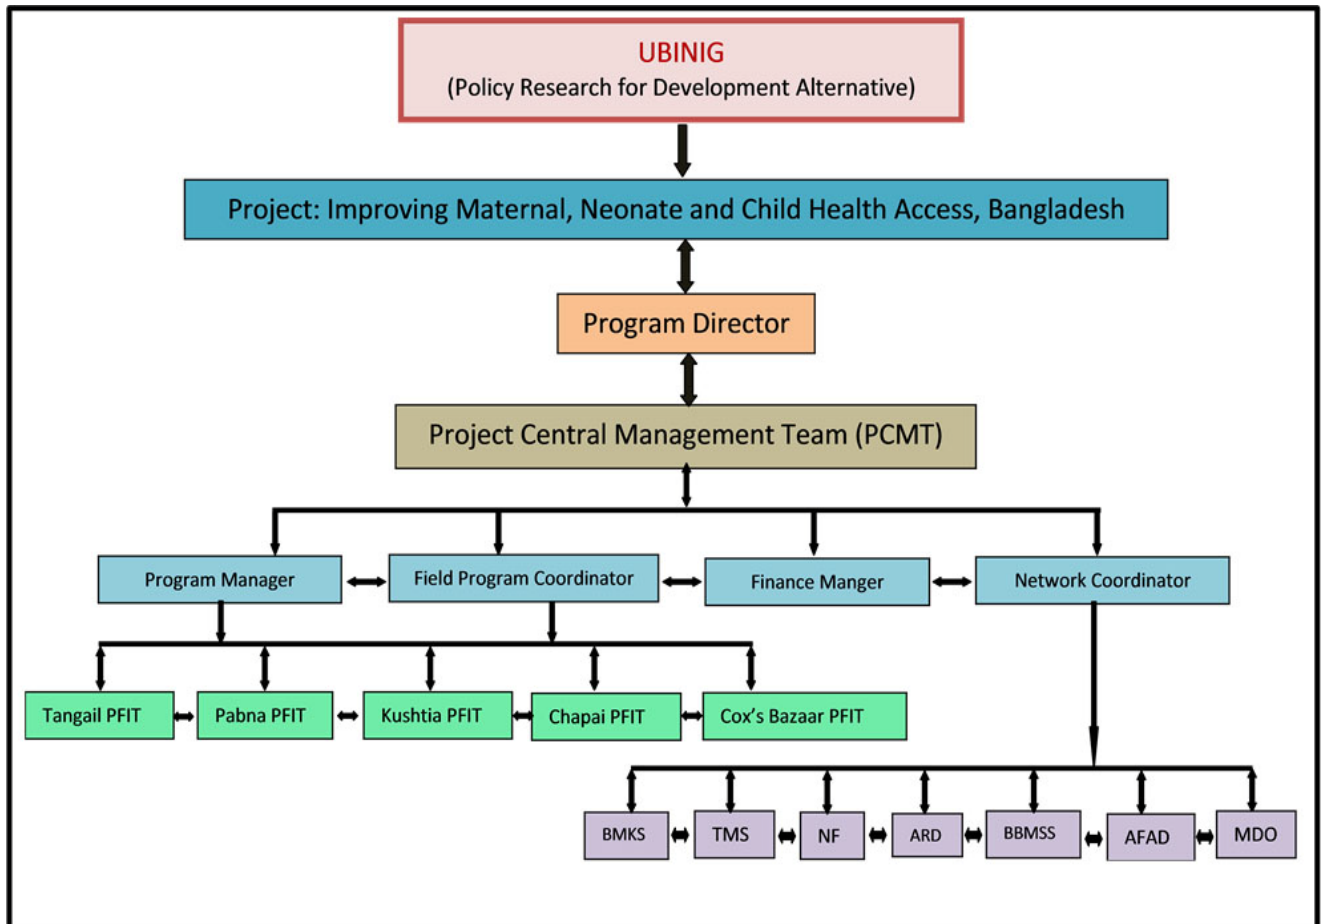 UBINIG
(Policy Research for Development Alternative)
Project: Improving Maternal, Neonate and Child Health Access, Bangladesh
Program Director
Project Central Management Team (PCMT)
Program Manager
Field Program Coordinator
Finance Manger
Network Coordinator
Tangail PFIT
Pabna PFIT
Kushtia PFIT
Chapai PFIT
Cox's Bazaar PFIT
BMKS
TMS
NF
ARD
BBMSS
AFAD
MDO